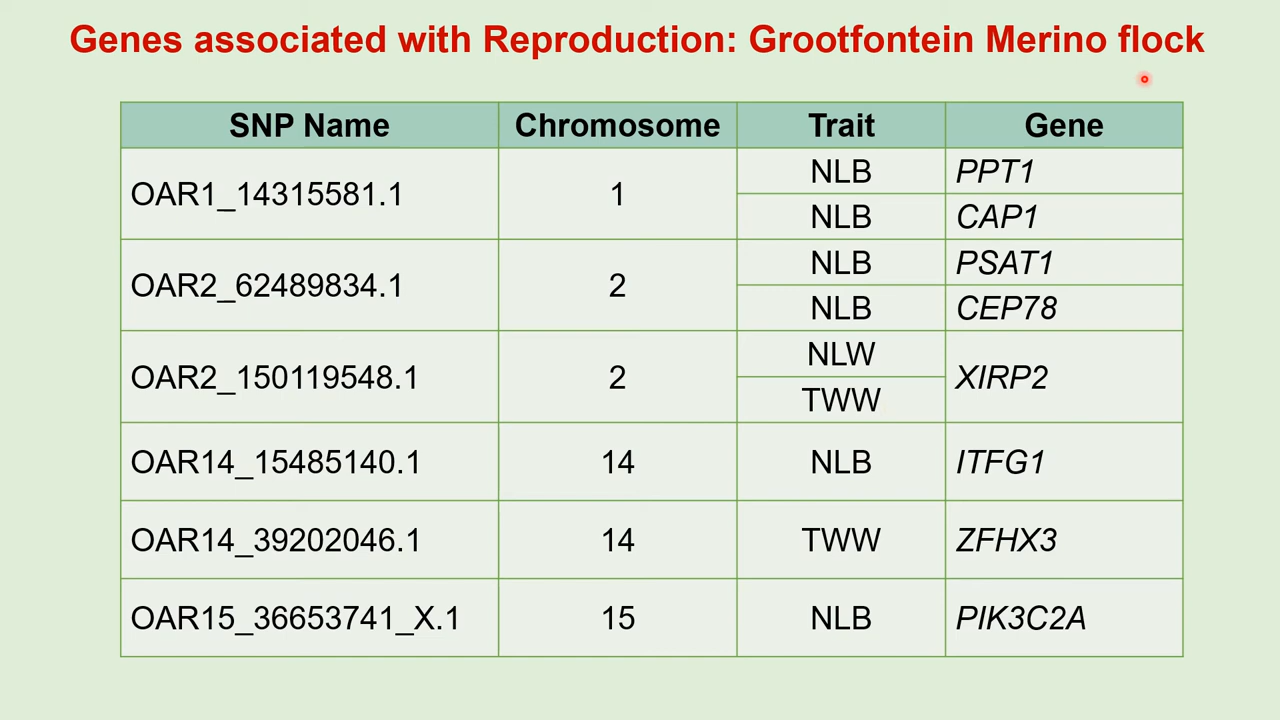 Genes associated with Reproduction: Grootfontein Merino flock
SNP Name Chromosome Trait Gene
OAR1_14315581.1 1 NLB PPT1
NLB CAP1
OAR2_62489834.1 2 NLB PSAT1
NLB CEP78
OAR2_150119548.1 2 NLW XIRP2
TWW
OAR14_15485140.1 14 NLB ITFG1
OAR14_39202046.1 14 TWW ZFHX3
OAR15_36653741_X.1 15 NLB PIK3C2A